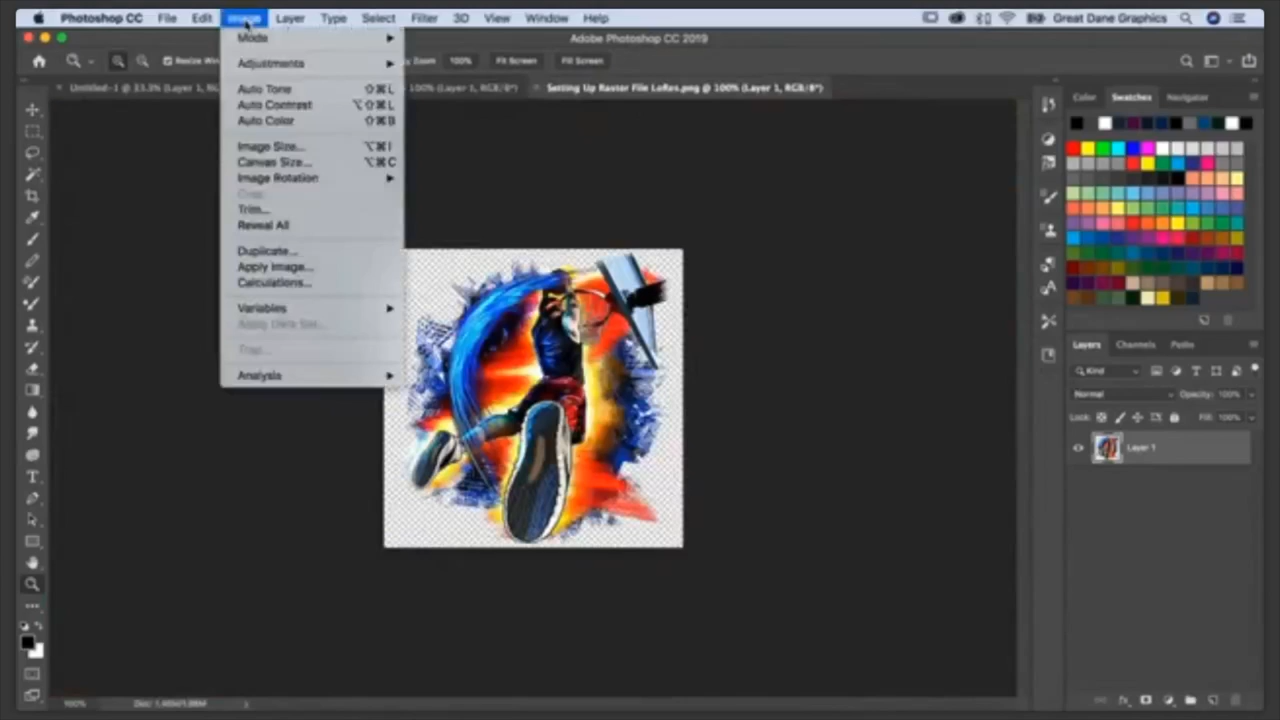 Photoshop CC File Edit Image Layer Type Select Filter 3D View Window Help Great Dane Graphics
Adobe Photoshop CC 2019
Resize Win Zoom 100% Fit Screen Fill Screen
Untitled-1 @ 33.3% (Layer 1, RG 100% (Layer 1, RGB/8*) Setting Up Raster File LoRes.png @ 100% (Layer 1, RGB/8*)
Mode
Adjustments
Auto Tone ⇧⌘L
Auto Contrast ⌥⇧⌘L
Auto Color ⇧⌘B
Image Size... ⌥⌘I
Canvas Size... ⌥⌘C
Image Rotation
Crop
Trim...
Reveal All
Duplicate...
Apply Image...
Calculations...
Variables
Apply Data Set...
Trap...
Analysis
Color Swatches Navigator
Layers Channels Paths
Kind
Normal Opacity: 100%
Lock: Fill: 100%
Layer 1
100%